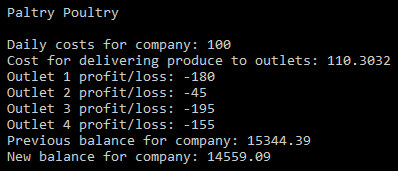 Paltry Poultry
Daily costs for company: 100
Cost for delivering produce to outlets: 110.3032
Outlet 1 profit/loss: -180
Outlet 2 profit/loss: -45
Outlet 3 profit/loss: -195
Outlet 4 profit/loss: -155
Previous balance for company: 15344.39
New balance for company: 14559.09